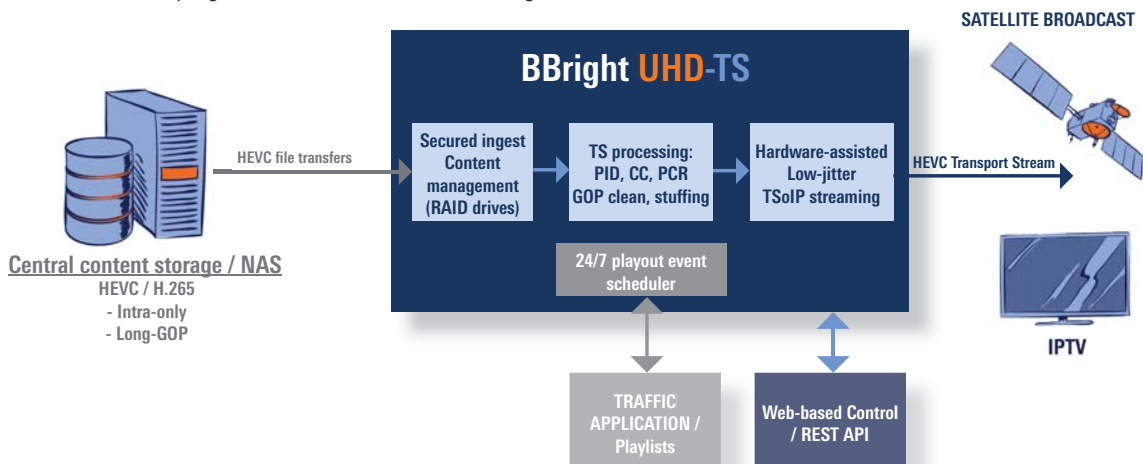 SATELLITE BROADCAST
BBright UHD-TS
HEVC file transfers
Secured ingest
Content
management
(RAID drives)
TS processing:
PID, CC, PCR
GOP clean, stuffing
Hardware-assisted
Low-jitter
TSoIP streaming
HEVC Transport Stream
Central content storage / NAS
HEVC / H.265
- Intra-only
- Long-GOP
24/7 playout event
scheduler
IPTV
TRAFFIC
APPLICATION /
Playlists
Web-based Control
/ REST API